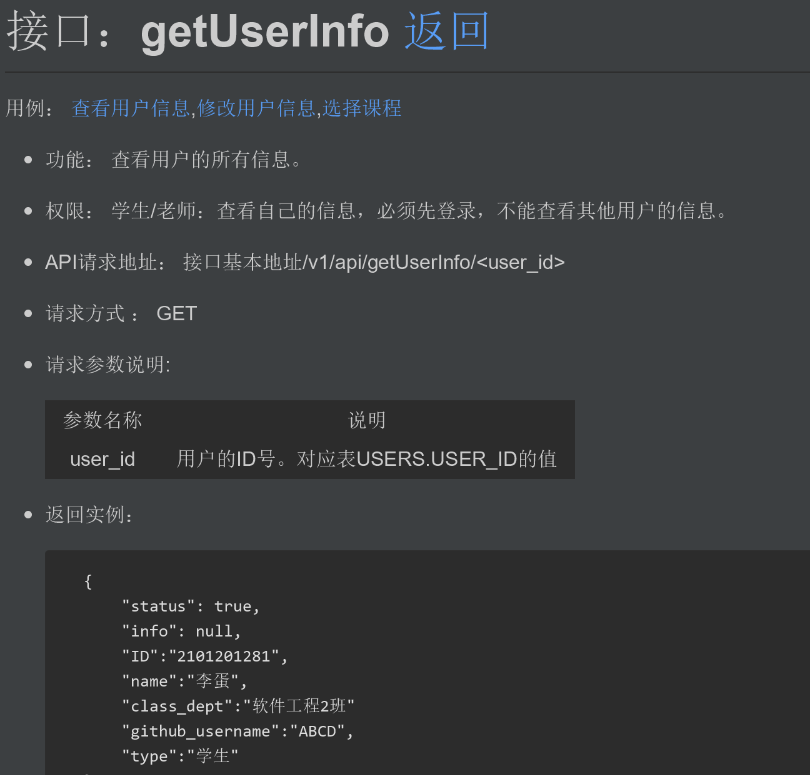 接口： getUserInfo 返回
用例： 查看用户信息,修改用户信息,选择课程
功能： 查看用户的所有信息。
权限： 学生/老师：查看自己的信息，必须先登录，不能查看其他用户的信息。
API请求地址： 接口基本地址/v1/api/getUserInfo/<user_id>
请求方式 ： GET
请求参数说明:
参数名称 说明
user_id 用户的ID号。对应表USERS.USER_ID的值
返回实例：
{
"status": true,
"info": null,
"ID":"2101201281",
"name":"李蛋",
"class_dept":"软件工程2班"
"github_username":"ABCD",
"type":"学生"